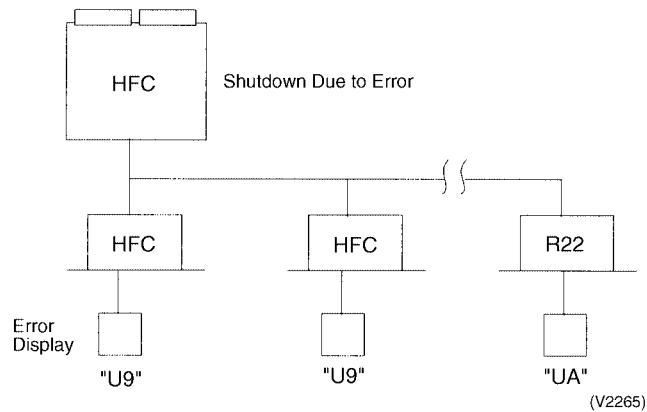 HFC
Shutdown Due to Error
HFC
HFC
R22
Error
Display
"U9"
"U9"
"UA"
(V2265)